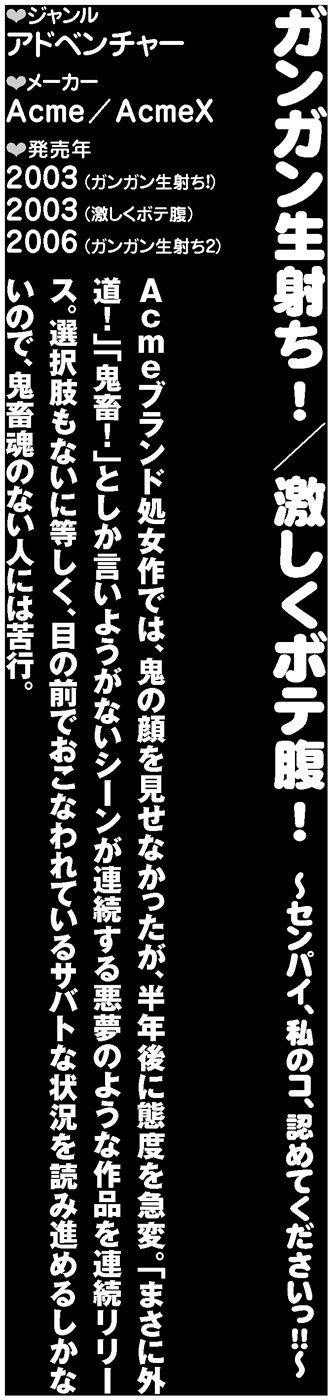 ガンガン生射ち!／激しくボテ腹! ～センパイ、私のコ、認めてくださいっ!!～
❤ジャンル
アドベンチャー
❤メーカー
Acme／AcmeX
❤発売年
2003（ガンガン生射ち!）
2003（激しくボテ腹）
2006（ガンガン生射ち2）
Acmeブランド処女作では、鬼の顔を見せなかったが、半年後に態度を急変。「まさに外
道!」「鬼畜!」としか言いようがないシーンが連続する悪夢のような作品を連続リリー
ス。選択肢もないに等しく、目の前でおこなわれているサバトな状況を読み進めるしかな
いので、鬼畜魂のない人には苦行。